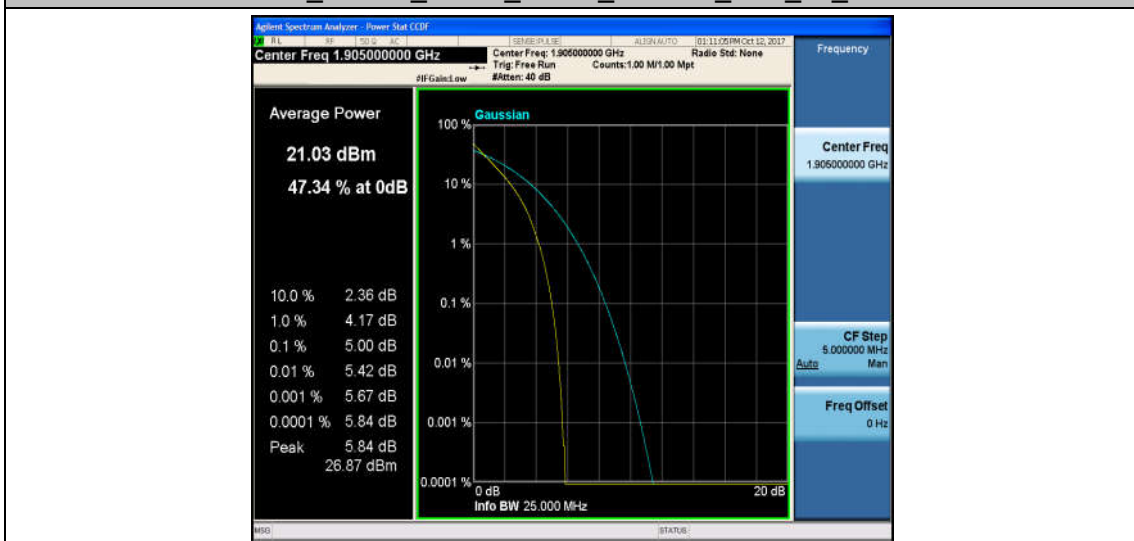 Agilent Spectrum Analyzer - Power Stat CCDF
RL RF 50 Ω AC SENSE:PULSE ALIGN AUTO 01:11:05 PM Oct 12, 2017
Center Freq 1.905000000 GHz
Center Freq: 1.905000000 GHz Radio Std: None
Trig: Free Run Counts:1.00 M/1.00 Mpt
#IFGain:Low #Atten: 40 dB
Frequency
Average Power
21.03 dBm
47.34 % at 0dB
10.0 % 2.36 dB
1.0 % 4.17 dB
0.1 % 5.00 dB
0.01 % 5.42 dB
0.001 % 5.67 dB
0.0001 % 5.84 dB
Peak 5.84 dB
26.87 dBm
Gaussian
100 %
10 %
1 %
0.1 %
0.01 %
0.001 %
0.0001 %
0 dB 20 dB
Info BW 25.000 MHz
Center Freq
1.905000000 GHz
CF Step
5.000000 MHz
Auto Man
Freq Offset
0 Hz
MSG STATUS